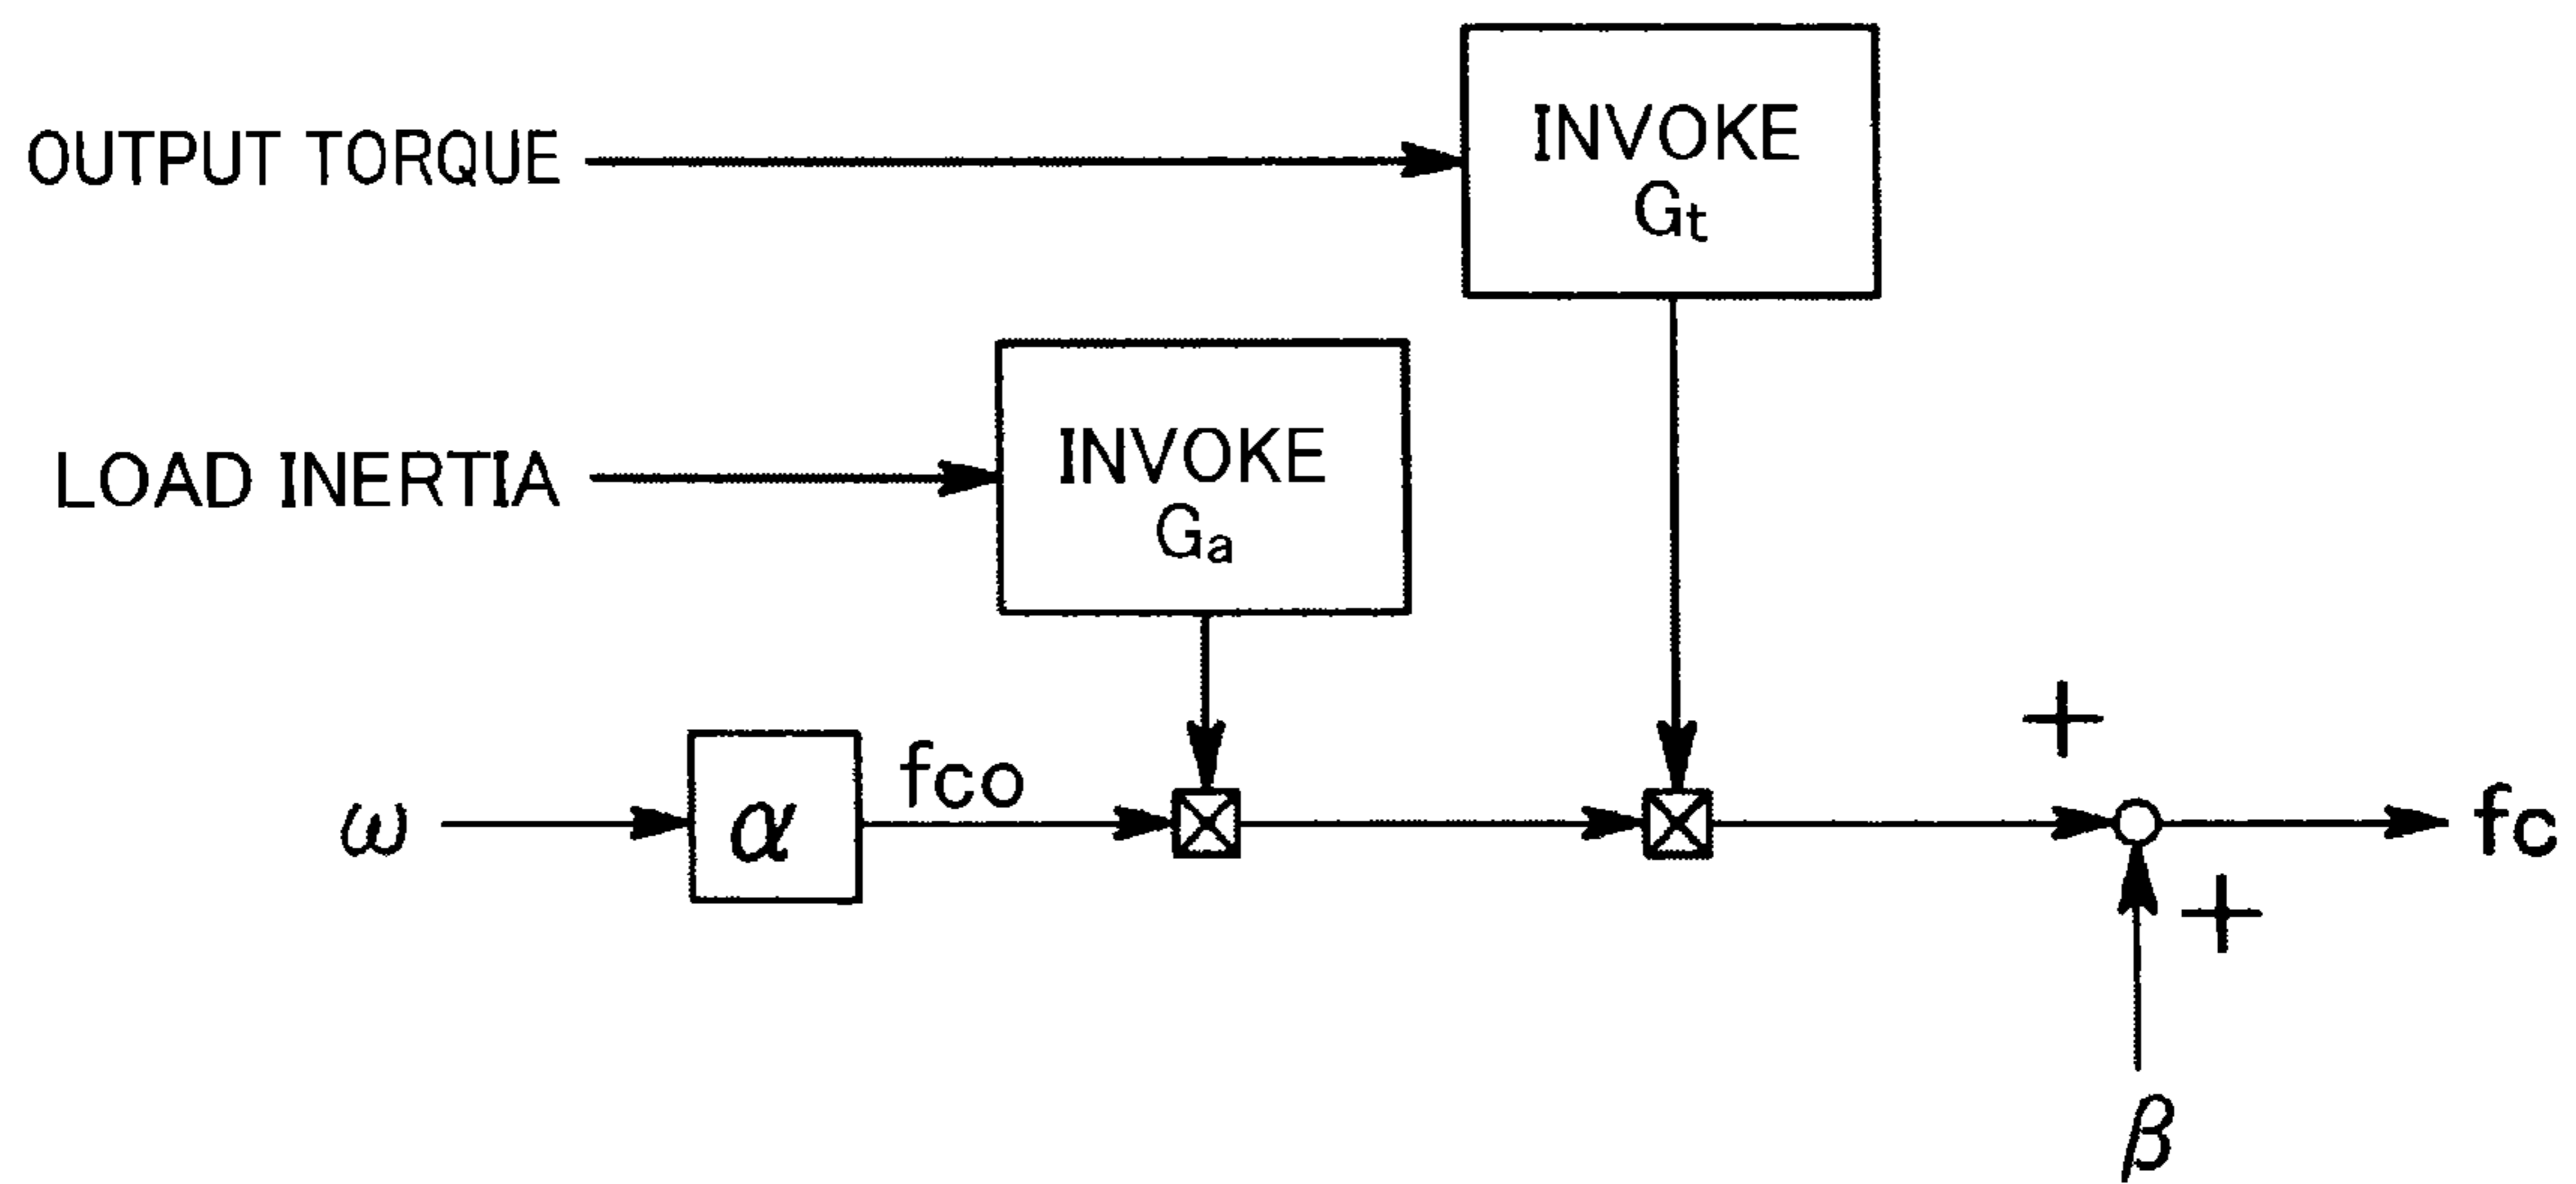 OUTPUT TORQUE
INVOKE
Gt
LOAD INERTIA
INVOKE
Ga
ω
α
fco
+
fc
+
β